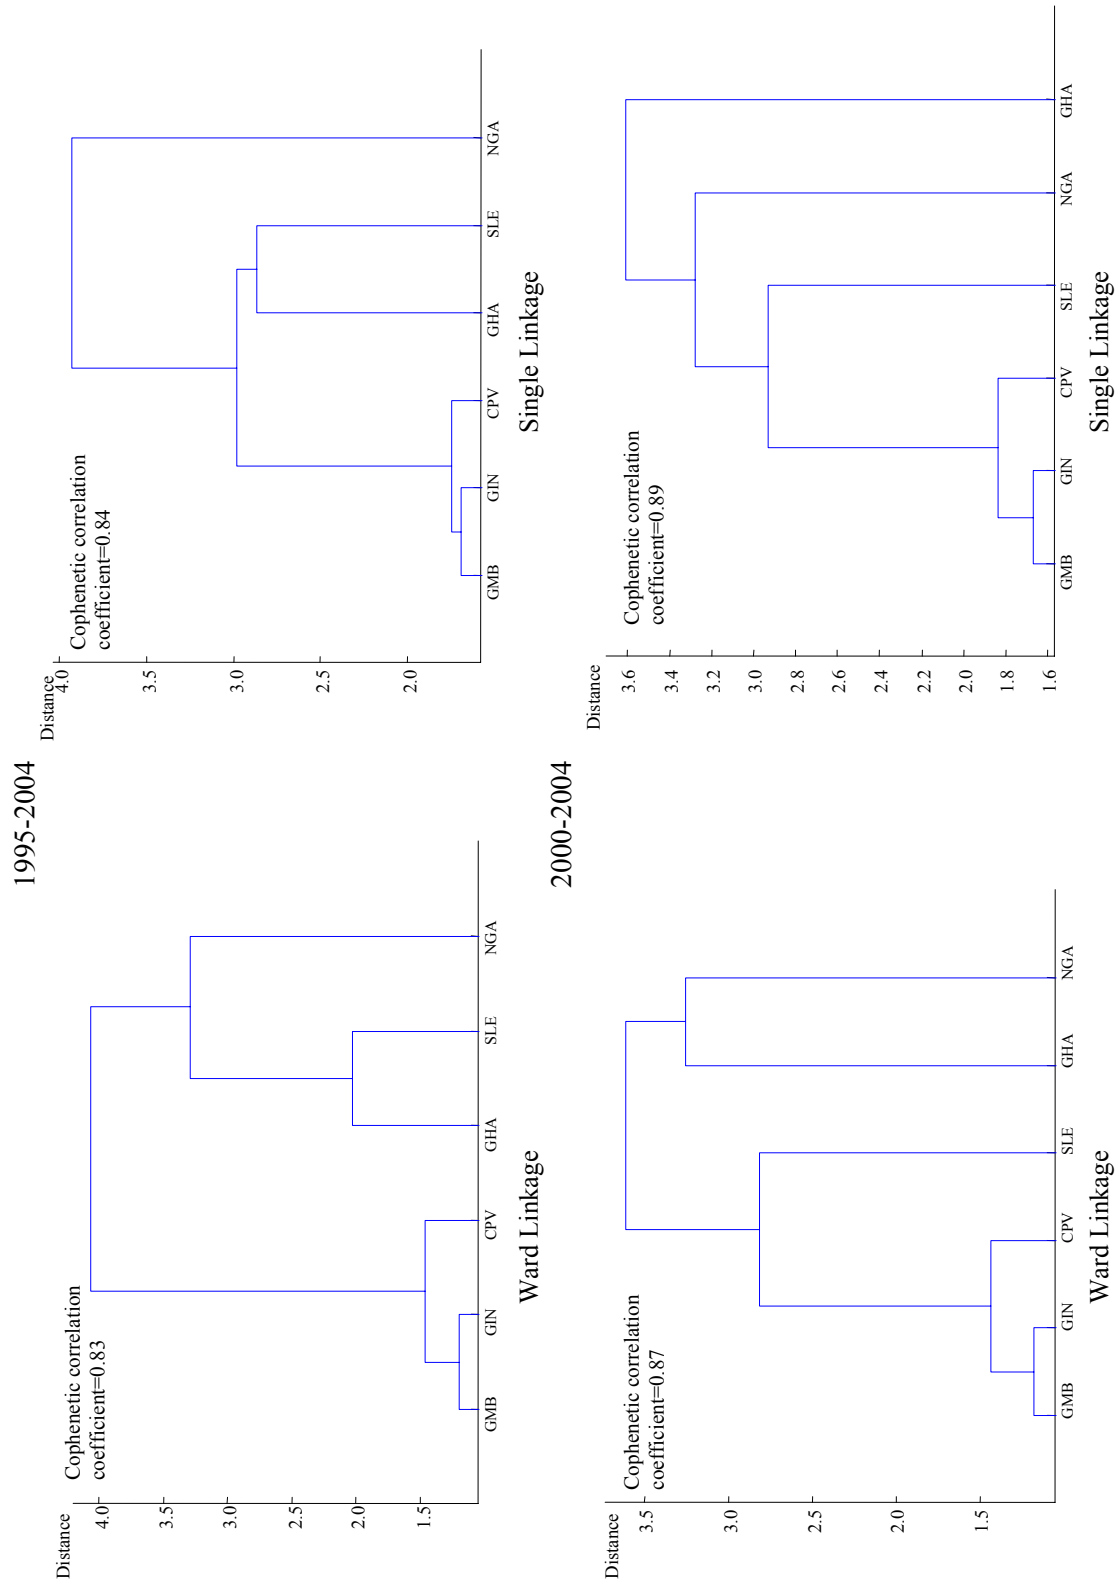 1995-2004
Distance
4.0
3.5
3.0
2.5
2.0
1.5
Cophenetic correlation
coefficient=0.83
GMB
GIN
CPV
GHA
SLE
NGA
Ward Linkage
Distance
4.0
3.5
3.0
2.5
2.0
Cophenetic correlation
coefficient=0.84
GMB
GIN
CPV
GHA
SLE
NGA
Single Linkage
2000-2004
Distance
3.5
3.0
2.5
2.0
1.5
Cophenetic correlation
coefficient=0.87
GMB
GIN
CPV
SLE
GHA
NGA
Ward Linkage
Distance
3.6
3.4
3.2
3.0
2.8
2.6
2.4
2.2
2.0
1.8
1.6
Cophenetic correlation
coefficient=0.89
GMB
GIN
CPV
SLE
NGA
GHA
Single Linkage